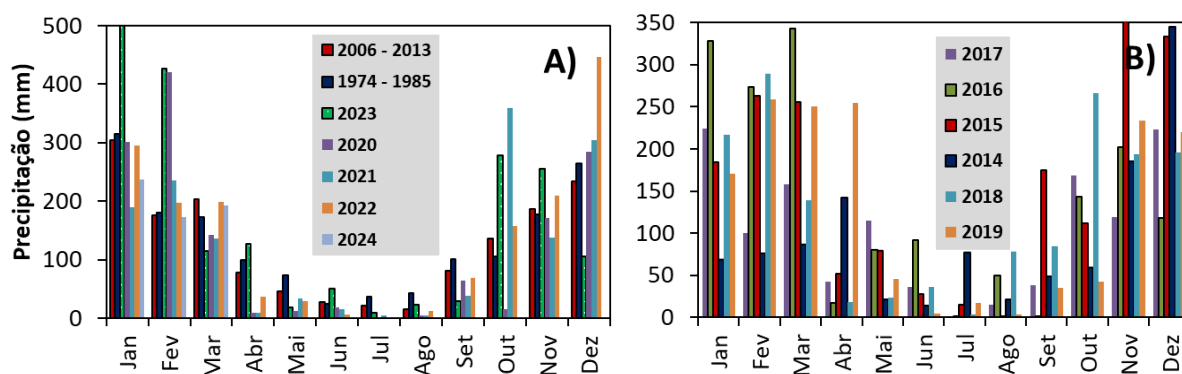 Precipitação (mm)
500
400
300
200
100
0
A)
2006 - 2013
1974 - 1985
2023
2020
2021
2022
2024
Jan
Fev
Mar
Abr
Mai
Jun
Jul
Ago
Set
Out
Nov
Dez
350
300
250
200
150
100
50
0
B)
2017
2016
2015
2014
2018
2019
Jan
Fev
Mar
Abr
Mai
Jun
Jul
Ago
Set
Out
Nov
Dez